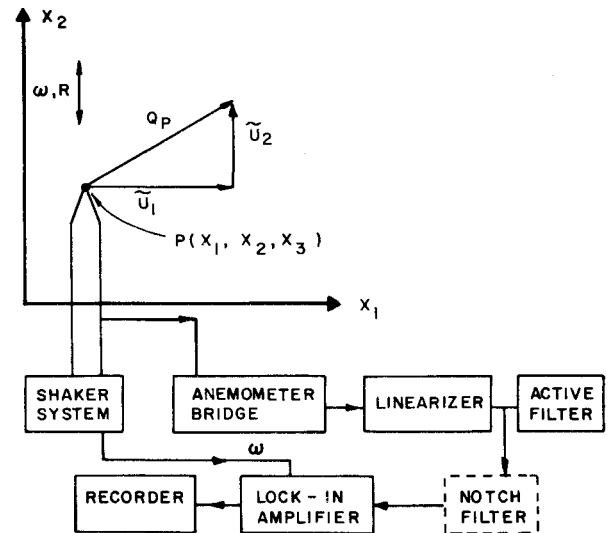 X₂
ω, R
Q_P
Ũ₂
Ũ₁
P(X₁, X₂, X₃)
X₁
SHAKER
SYSTEM
ANEMOMETER
BRIDGE
LINEARIZER
ACTIVE
FILTER
ω
RECORDER
LOCK-IN
AMPLIFIER
NOTCH
FILTER